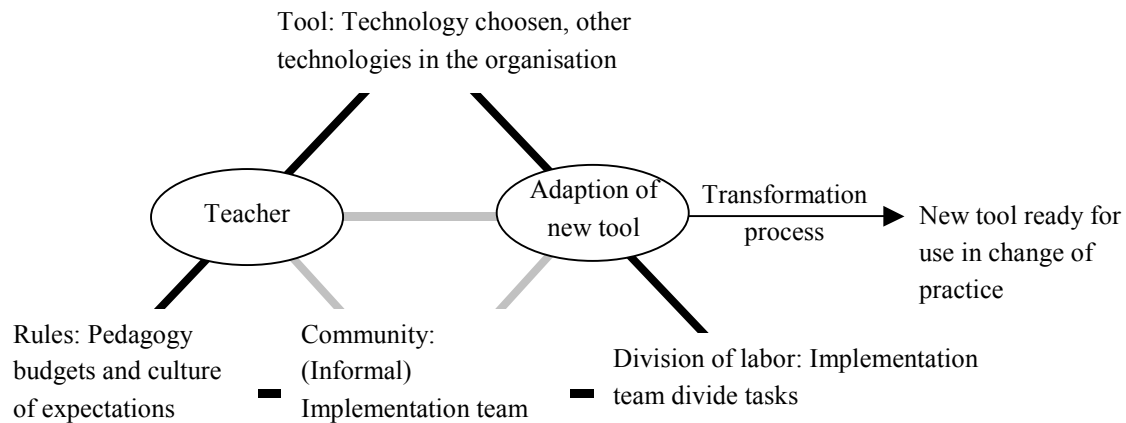 Tool: Technology choosen, other
technologies in the organisation
Teacher
Adaption of
new tool
Transformation
process
New tool ready for
use in change of
practice
Rules: Pedagogy
budgets and culture
of expectations
Community:
(Informal)
Implementation team
Division of labor: Implementation
team divide tasks